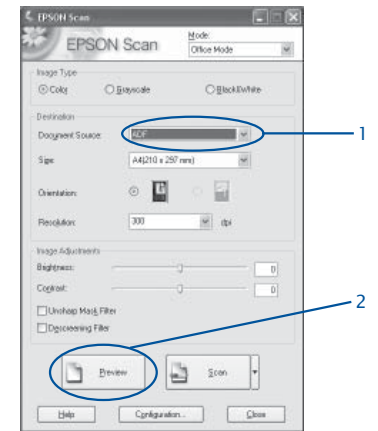 EPSON Scan
EPSON Scan
Mode:
Office Mode
Image Type
Color Grayscale Black&White
Destination
Document Source: ADF
1
Size: A4(210 x 297 mm)
Orientation:
Resolution: 300 dpi
Image Adjustments
Brightness: 0
Contrast: 0
Unsharp Mask Filter
2
Descreening Filter
Preview Scan
Help Configuration... Close